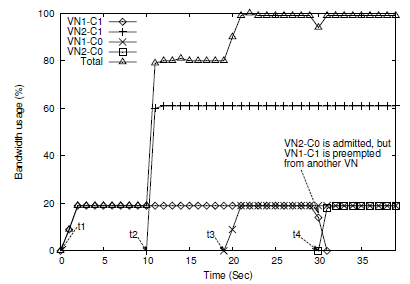 VN1-C1
VN2-C1
VN1-C0
VN2-C0
Total
100
80
60
40
20
0
Bandwidth usage (%)
VN2-C0 is admitted, but
VN1-C1 is preempted
from another VN
t1
t2
t3
t4
0 5 10 15 20 25 30 35
Time (Sec)